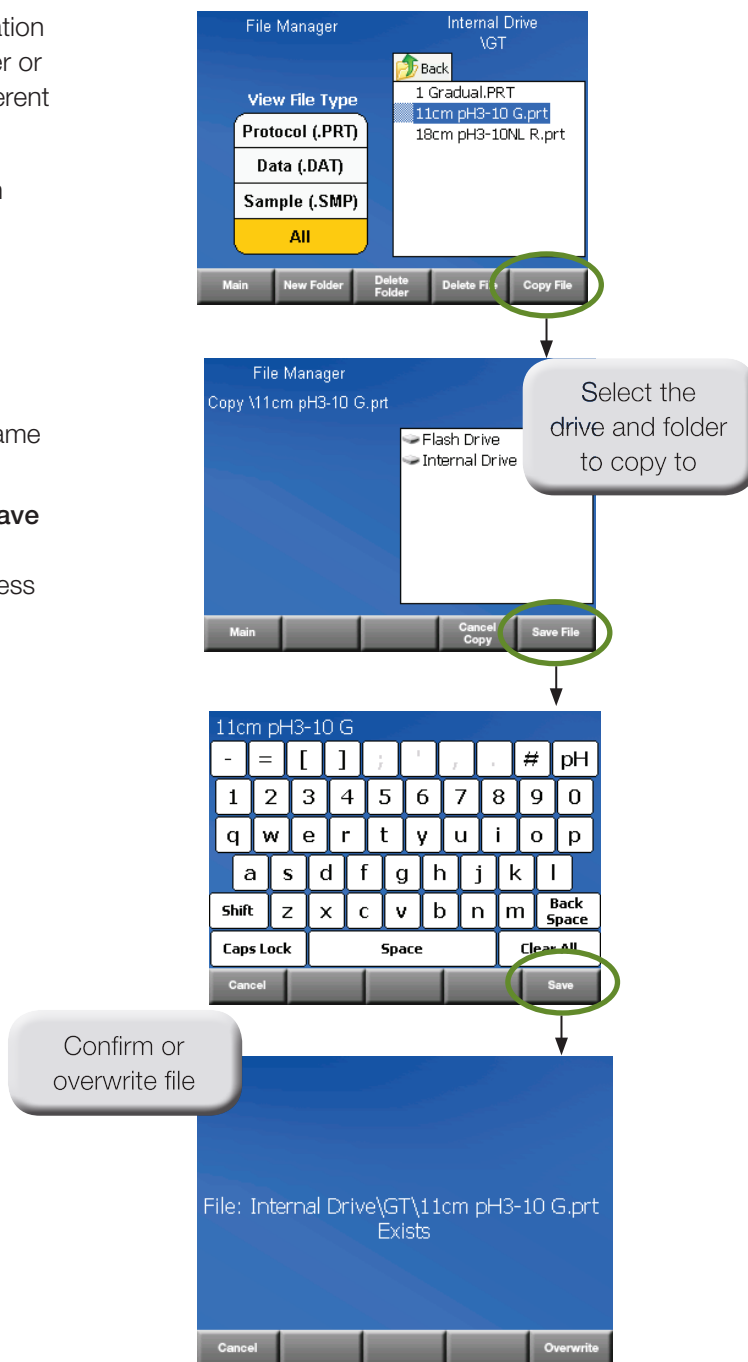 ation
er or
erent
n
ame
ave
ess
File Manager
Internal Drive
\GT
Back
View File Type
Protocol (.PRT)
Data (.DAT)
Sample (.SMP)
All
1 Gradual.PRT
11cm pH3-10 G.prt
18cm pH3-10NL R.prt
Main New Folder Delete Folder Delete File Copy File
File Manager
Copy \11cm pH3-10 G.prt
Select the
drive and folder
to copy to
Flash Drive
Internal Drive
Main Cancel Copy Save File
11cm pH3-10 G
- = [ ] ; ' , . # pH
1 2 3 4 5 6 7 8 9 0
q w e r t y u i o p
a s d f g h j k l
Shift z x c v b n m Back Space
Caps Lock Space Clear All
Cancel Save
Confirm or
overwrite file
File: Internal Drive\GT\11cm pH3-10 G.prt
Exists
Cancel Overwrite